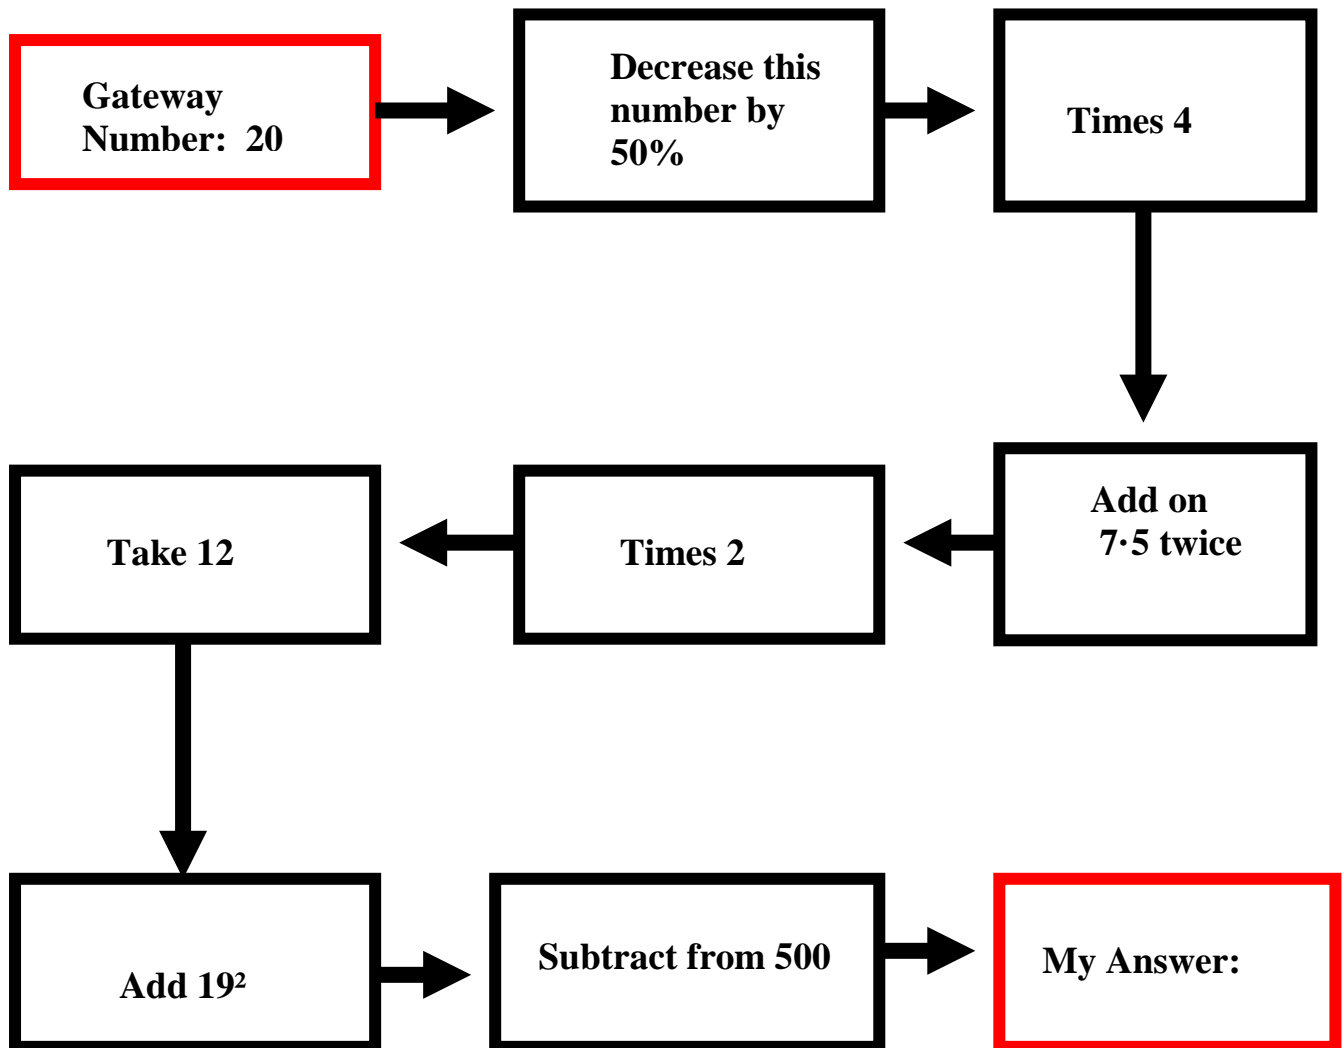 Gateway
Number:  20
Decrease this
number by
50%
Times 4
Add on
7·5 twice
Times 2
Take 12
Add 19²
Subtract from 500
My Answer: